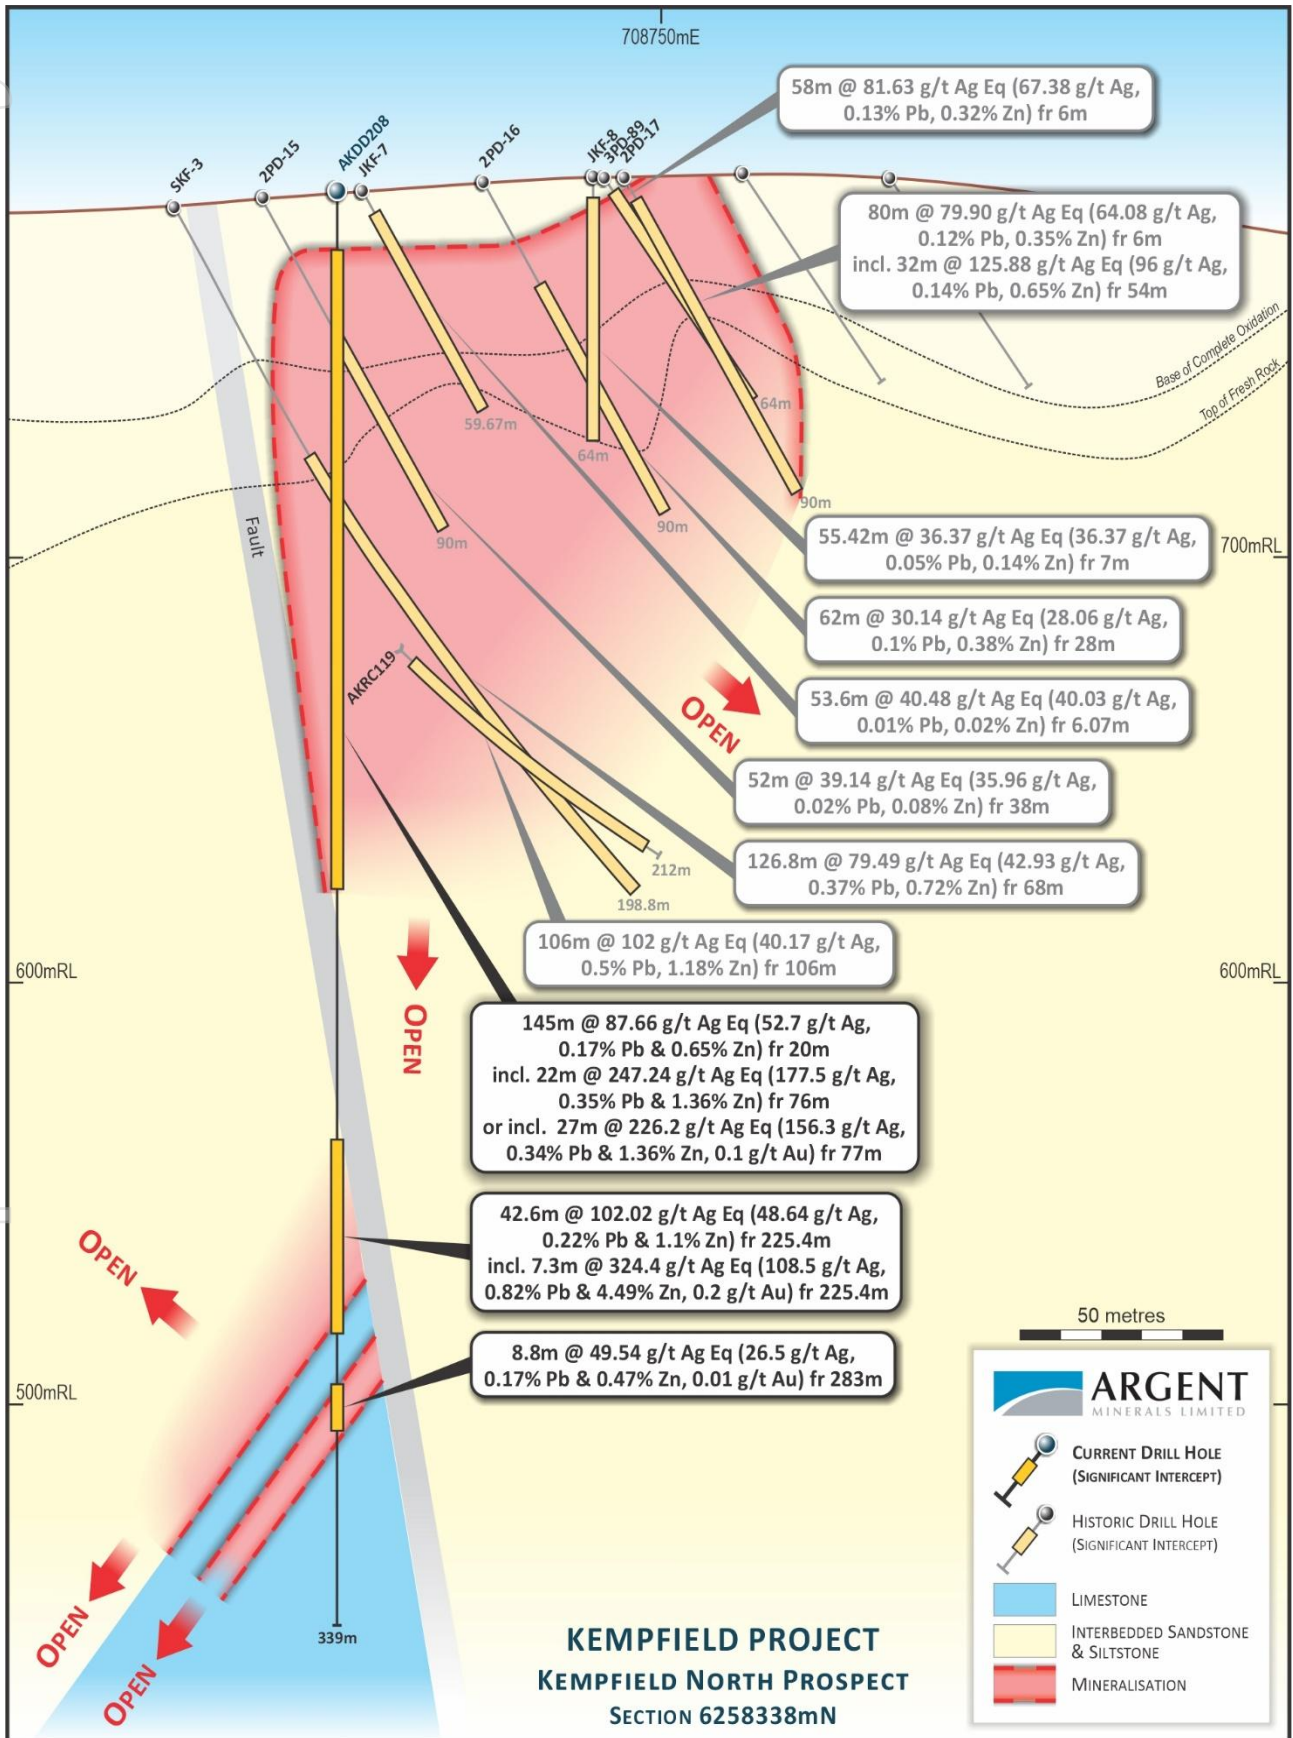 708750mE
58m @ 81.63 g/t Ag Eq (67.38 g/t Ag,
0.13% Pb, 0.32% Zn) fr 6m
SKF-3
2PD-15
AKDD208
JKF-7
2PD-16
JKF-8
3PD-89
2PD-17
80m @ 79.90 g/t Ag Eq (64.08 g/t Ag,
0.12% Pb, 0.35% Zn) fr 6m
incl. 32m @ 125.88 g/t Ag Eq (96 g/t Ag,
0.14% Pb, 0.65% Zn) fr 54m
Base of Complete Oxidation
Top of Fresh Rock
64m
59.67m
64m
90m
90m
90m
Fault
55.42m @ 36.37 g/t Ag Eq (36.37 g/t Ag,
0.05% Pb, 0.14% Zn) fr 7m
700mRL
62m @ 30.14 g/t Ag Eq (28.06 g/t Ag,
0.1% Pb, 0.38% Zn) fr 28m
AKRC119
OPEN
53.6m @ 40.48 g/t Ag Eq (40.03 g/t Ag,
0.01% Pb, 0.02% Zn) fr 6.07m
52m @ 39.14 g/t Ag Eq (35.96 g/t Ag,
0.02% Pb, 0.08% Zn) fr 38m
126.8m @ 79.49 g/t Ag Eq (42.93 g/t Ag,
0.37% Pb, 0.72% Zn) fr 68m
212m
198.8m
106m @ 102 g/t Ag Eq (40.17 g/t Ag,
0.5% Pb, 1.18% Zn) fr 106m
600mRL
600mRL
OPEN
145m @ 87.66 g/t Ag Eq (52.7 g/t Ag,
0.17% Pb & 0.65% Zn) fr 20m
incl. 22m @ 247.24 g/t Ag Eq (177.5 g/t Ag,
0.35% Pb & 1.36% Zn) fr 76m
or incl. 27m @ 226.2 g/t Ag Eq (156.3 g/t Ag,
0.34% Pb & 1.36% Zn, 0.1 g/t Au) fr 77m
42.6m @ 102.02 g/t Ag Eq (48.64 g/t Ag,
0.22% Pb & 1.1% Zn) fr 225.4m
incl. 7.3m @ 324.4 g/t Ag Eq (108.5 g/t Ag,
0.82% Pb & 4.49% Zn, 0.2 g/t Au) fr 225.4m
OPEN
8.8m @ 49.54 g/t Ag Eq (26.5 g/t Ag,
0.17% Pb & 0.47% Zn, 0.01 g/t Au) fr 283m
500mRL
50 metres
ARGENT
MINERALS LIMITED
CURRENT DRILL HOLE
(SIGNIFICANT INTERCEPT)
HISTORIC DRILL HOLE
(SIGNIFICANT INTERCEPT)
LIMESTONE
INTERBEDDED SANDSTONE
& SILTSTONE
MINERALISATION
OPEN
OPEN
339m
KEMPFIELD PROJECT
KEMPFIELD NORTH PROSPECT
SECTION 6258338mN